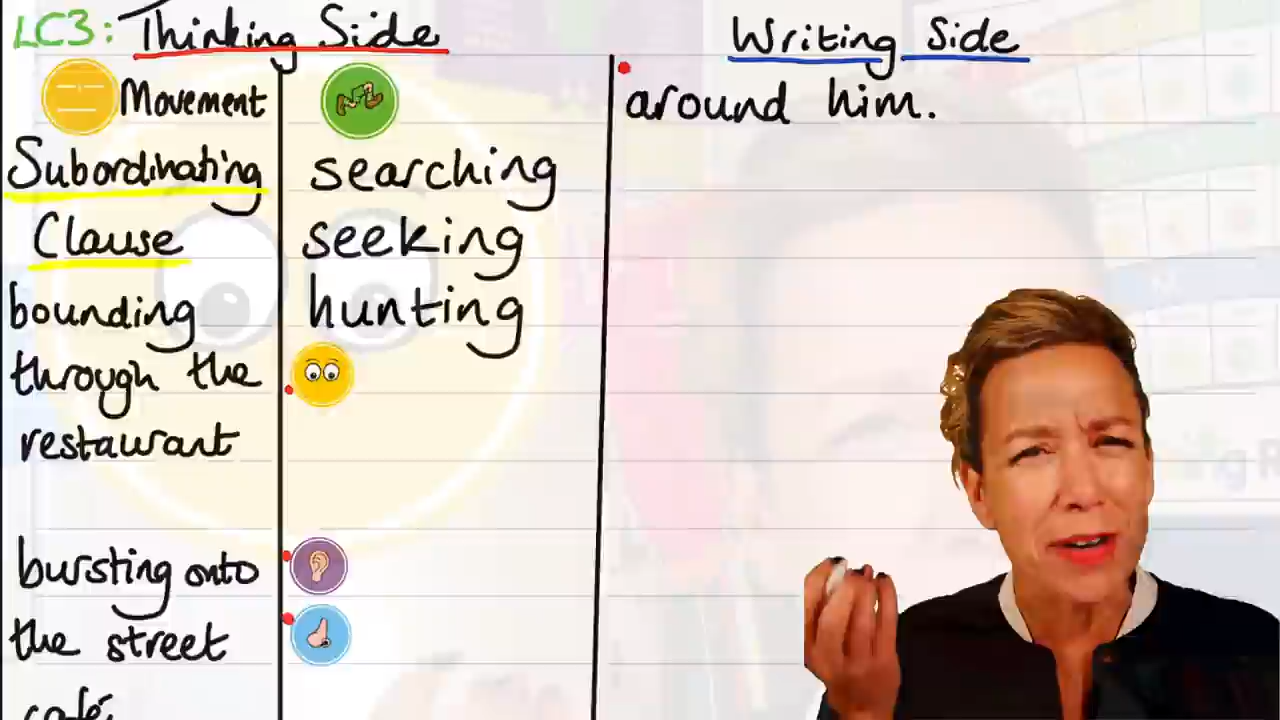 LC3: Thinking Side
Movement
Subordinating
Clause
bounding
through the
restaurant
bursting onto
the street
café
searching
seeking
hunting
Writing Side
around him.